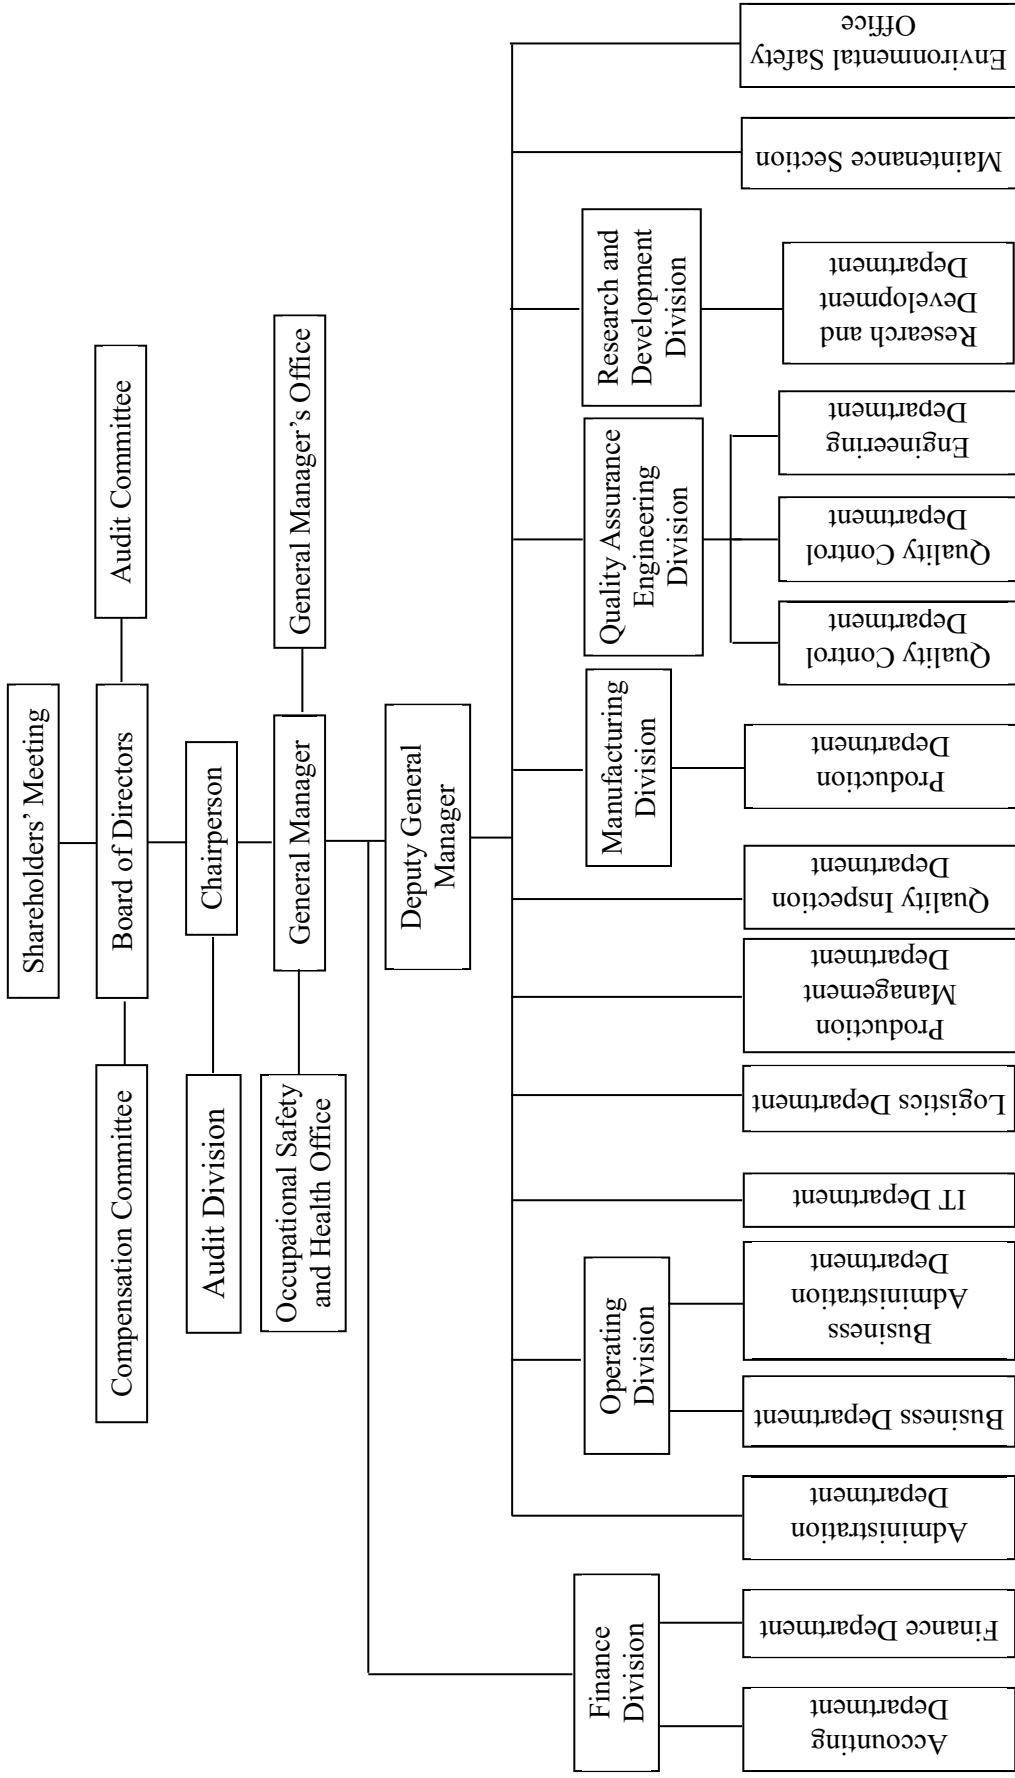 Shareholders’ Meeting
Compensation Committee
Board of Directors
Audit Committee
Audit Division
Chairperson
Occupational Safety
and Health Office
General Manager
General Manager’s Office
Deputy General
Manager
Finance
Division
Operating
Division
Manufacturing
Division
Quality Assurance
Engineering
Division
Research and
Development
Division
Accounting
Department
Finance Department
Administration
Department
Business Department
Business
Administration
Department
IT Department
Logistics Department
Production
Management
Department
Quality Inspection
Department
Production
Department
Quality Control
Department
Quality Control
Department
Engineering
Department
Research and
Development
Department
Maintenance Section
Environmental Safety
Office